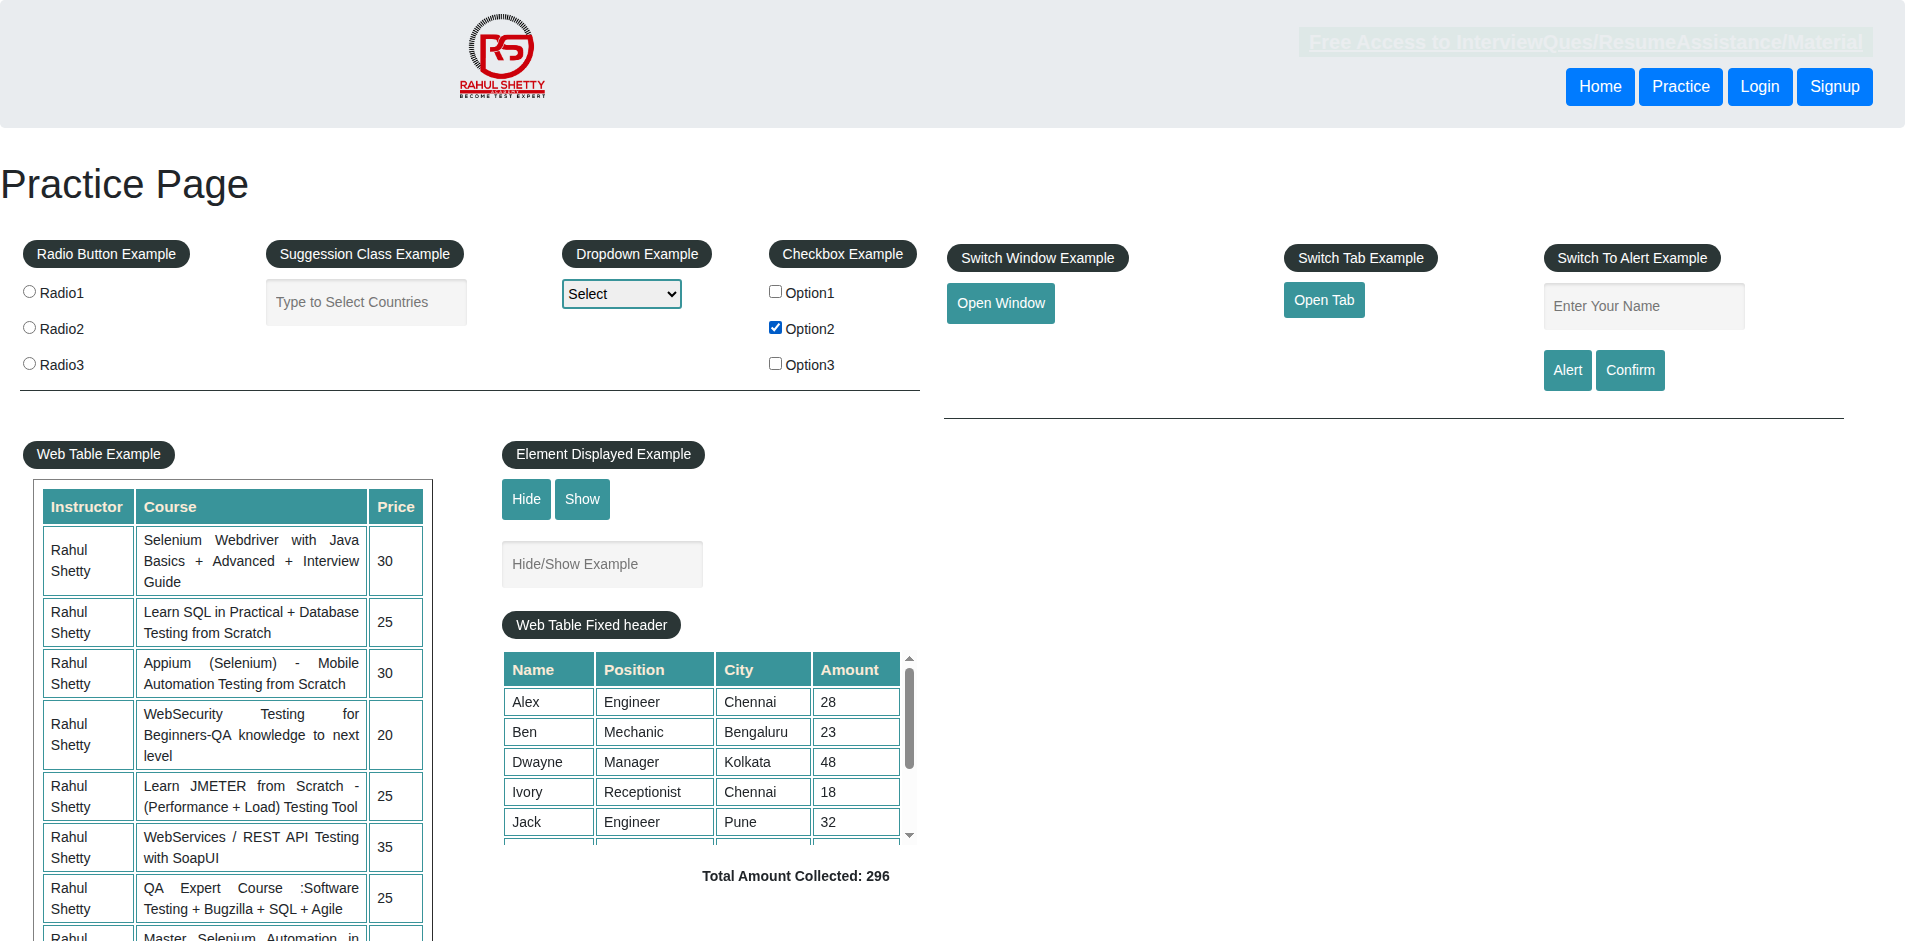 RAHUL SHETTY
ACADEMY
BECOME TEST EXPERT
Free Access to InterviewQues/ResumeAssistance/Material
Home Practice Login Signup
Practice Page
Radio Button Example
Radio1
Radio2
Radio3
Suggession Class Example
Type to Select Countries
Dropdown Example
Select
Checkbox Example
Option1
Option2
Option3
Switch Window Example
Open Window
Switch Tab Example
Open Tab
Switch To Alert Example
Enter Your Name
Alert Confirm
Web Table Example
Instructor Course Price
Rahul Shetty Selenium Webdriver with Java Basics + Advanced + Interview Guide 30
Rahul Shetty Learn SQL in Practical + Database Testing from Scratch 25
Rahul Shetty Appium (Selenium) - Mobile Automation Testing from Scratch 30
Rahul Shetty WebSecurity Testing for Beginners-QA knowledge to next level 20
Rahul Shetty Learn JMETER from Scratch - (Performance + Load) Testing Tool 25
Rahul Shetty WebServices / REST API Testing with SoapUI 35
Rahul Shetty QA Expert Course :Software Testing + Bugzilla + SQL + Agile 25
Rahul Master Selenium Automation in
Element Displayed Example
Hide Show
Hide/Show Example
Web Table Fixed header
Name Position City Amount
Alex Engineer Chennai 28
Ben Mechanic Bengaluru 23
Dwayne Manager Kolkata 48
Ivory Receptionist Chennai 18
Jack Engineer Pune 32
Total Amount Collected: 296